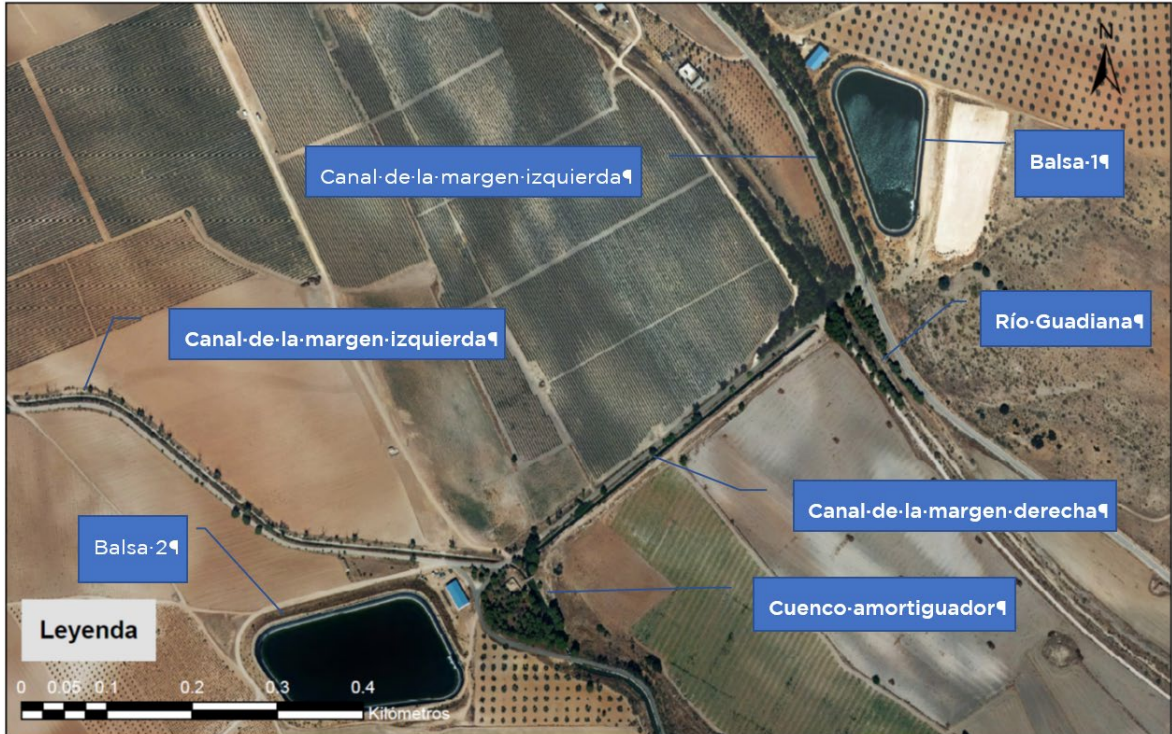 N
Canal·de·la·margen·izquierda¶
Balsa·1¶
Río·Guadiana¶
Canal·de·la·margen·izquierda¶
Canal·de·la·margen·derecha¶
Balsa·2¶
Cuenco·amortiguador¶
Leyenda
0 0.05 0.1 0.2 0.3 0.4
Kilómetros